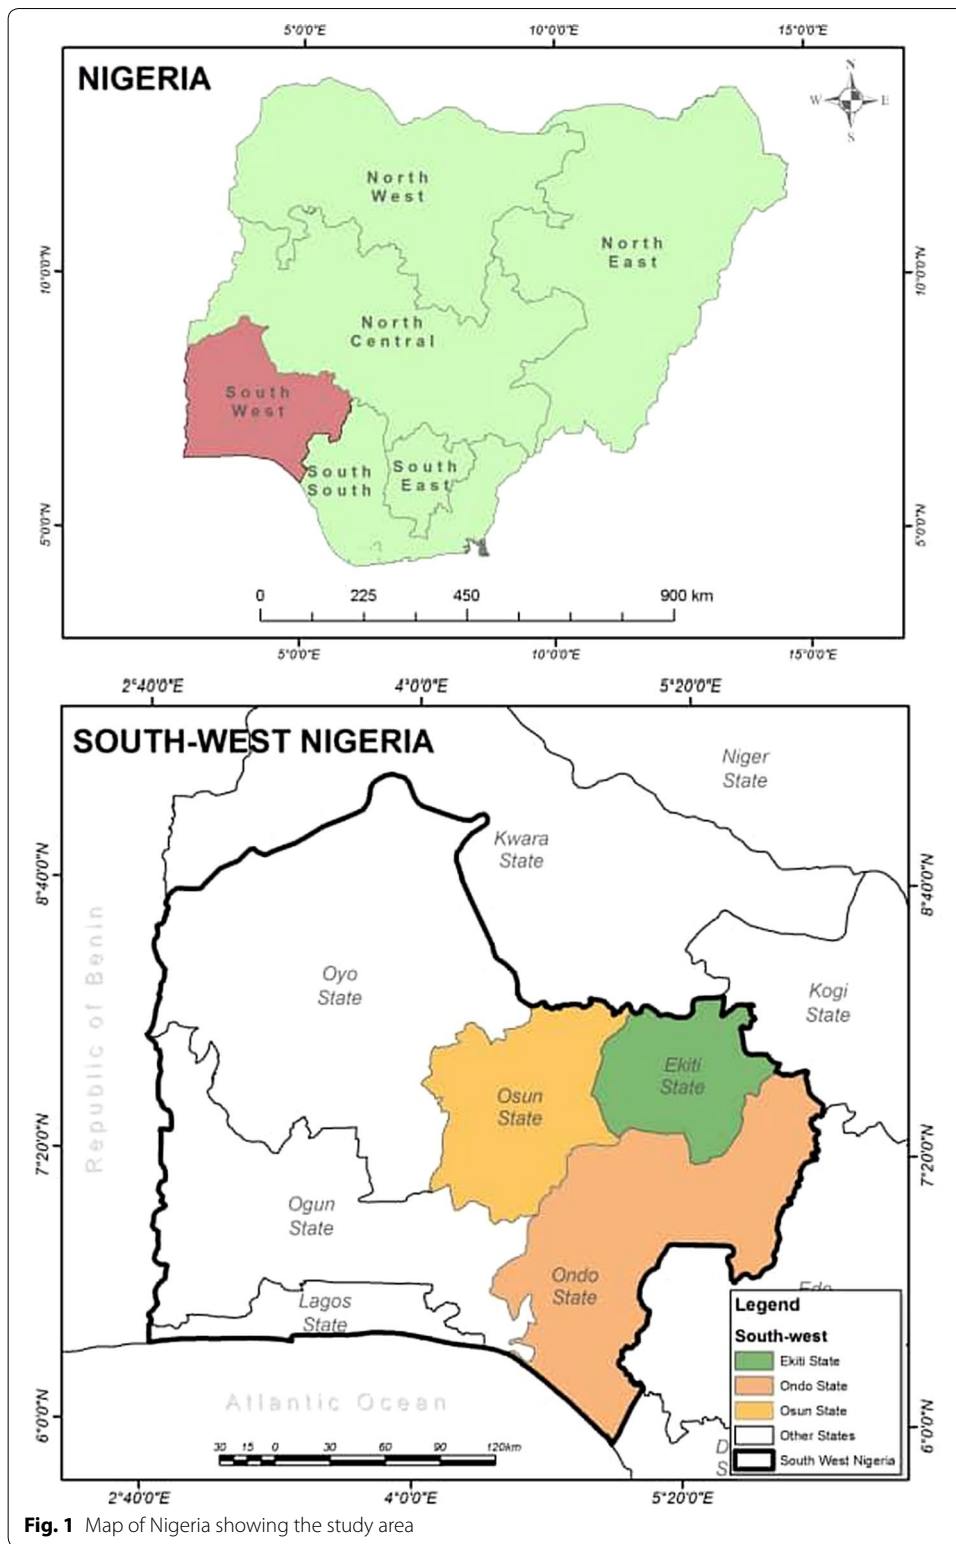 5°0'0"E 10°0'0"E 15°0'0"E
NIGERIA
N
W E
S
North
West
North
East
10°0'0"N 10°0'0"N
North
Central
South
West
South
South
South
East
5°0'0"N 5°0'0"N
0 225 450 900 km
5°0'0"E 10°0'0"E 15°0'0"E
2°40'0"E 4°0'0"E 5°20'0"E
SOUTH-WEST NIGERIA
Niger
State
Kwara
State
8°40'0"N 8°40'0"N
Republic of Benin
Oyo
State
Kogi
State
Ekiti
State
Osun
State
7°20'0"N 7°20'0"N
Ogun
State
Ondo
State
Lagos
State
Legend
South-west
Ekiti State
Ondo State
Osun State
Other States
South West Nigeria
Atlantic Ocean
6°0'0"N 6°0'0"N
30 15 0 30 60 90 120km
D
S
2°40'0"E 4°0'0"E 5°20'0"E
Fig. 1 Map of Nigeria showing the study area